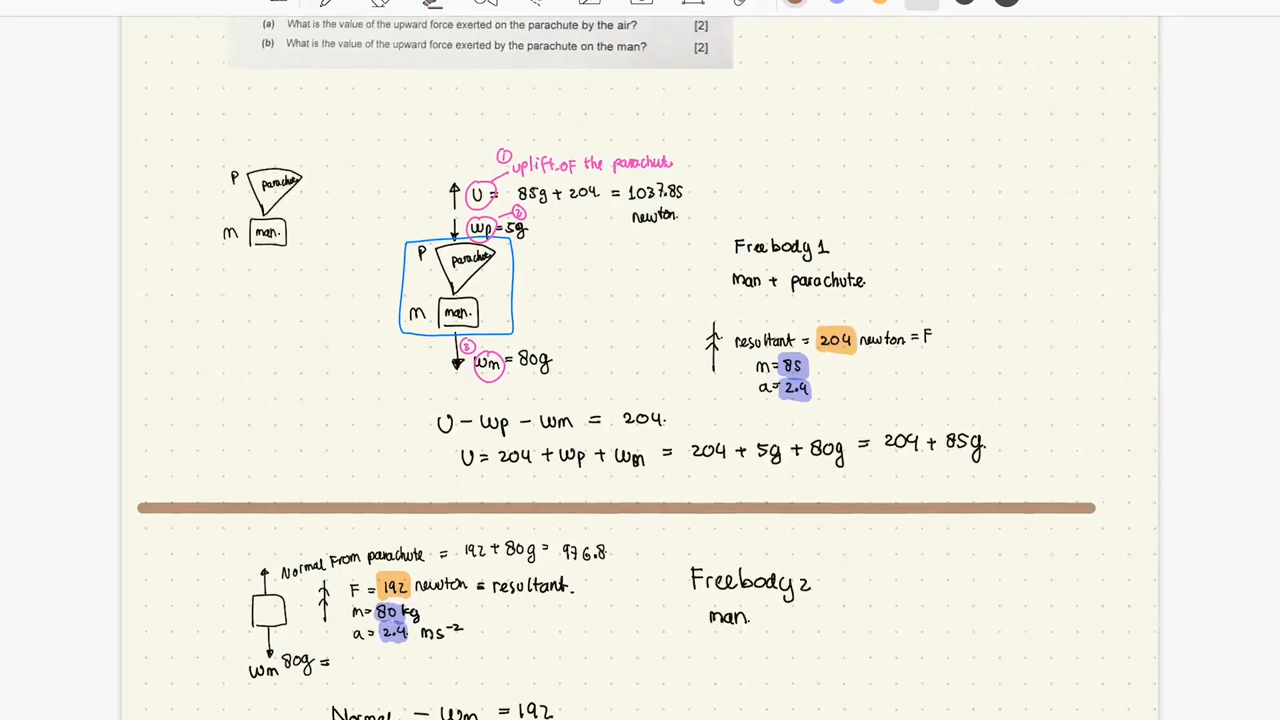 (a) What is the value of the upward force exerted on the parachute by the air? [2]
(b) What is the value of the upward force exerted by the parachute on the man? [2]
① uplift of the parachute
P parachute
m man.
U = 85g + 204 = 1037.85
newton.
② wp = 5g
P parachute
m man.
③ wm = 80g
Freebody 1
man + parachute
resultant = 204 newton = F
m = 85
a = 2.4
U - wp - wm = 204.
U = 204 + wp + wm = 204 + 5g + 80g = 204 + 85g.
Normal From parachute = 192 + 80g = 976.8
F = 192 newton = resultant.
m = 80 kg
a = 2.4 ms⁻²
wm 80g =
Freebody 2
man.
Normal - wm = 192